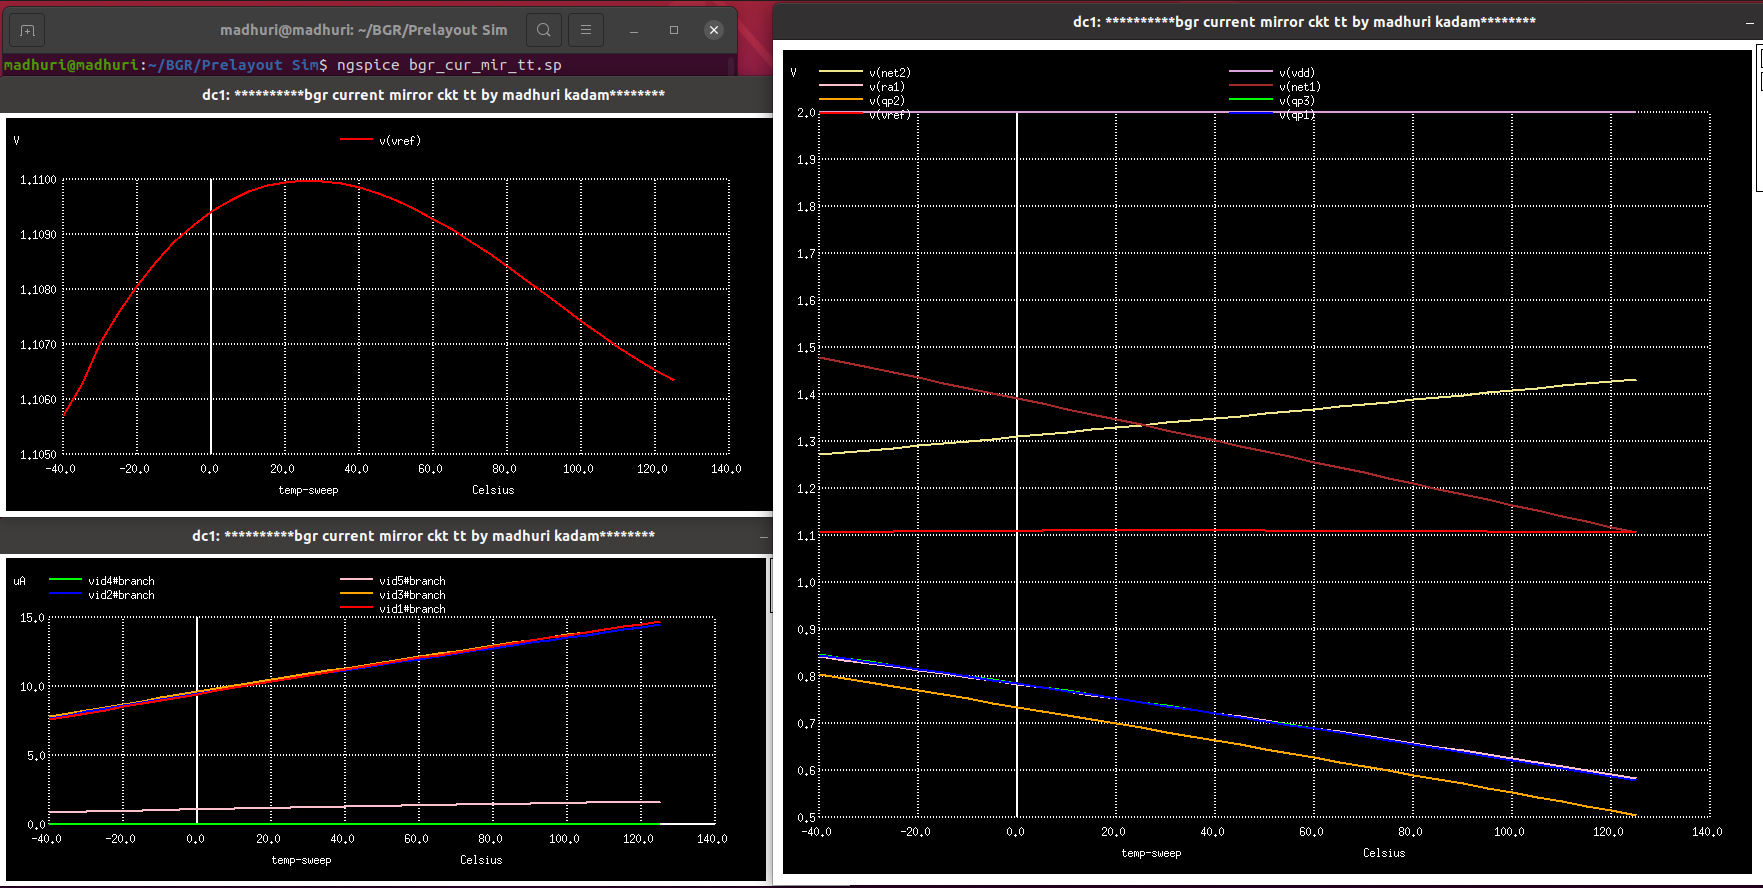 madhuri@madhuri: ~/BGR/Prelayout Sim
madhuri@madhuri:~/BGR/Prelayout Sim$ ngspice bgr_cur_mir_tt.sp
dc1: **********bgr current mirror ckt tt by madhuri kadam********
V
v(vref)
1.1100
1.1090
1.1080
1.1070
1.1060
1.1050
-40.0 -20.0 0.0 20.0 40.0 60.0 80.0 100.0 120.0 140.0
temp-sweep Celsius
dc1: **********bgr current mirror ckt tt by madhuri kadam********
uA
vid4#branch vid5#branch
vid2#branch vid3#branch
vid1#branch
15.0
10.0
5.0
0.0
-40.0 -20.0 0.0 20.0 40.0 60.0 80.0 100.0 120.0 140.0
temp-sweep Celsius
dc1: **********bgr current mirror ckt tt by madhuri kadam********
V
v(net2) v(vdd)
v(ra1) v(net1)
v(qp2) v(qp3)
v(vref) v(qp1)
2.0
1.9
1.8
1.7
1.6
1.5
1.4
1.3
1.2
1.1
1.0
0.9
0.8
0.7
0.6
0.5
-40.0 -20.0 0.0 20.0 40.0 60.0 80.0 100.0 120.0 140.0
temp-sweep Celsius